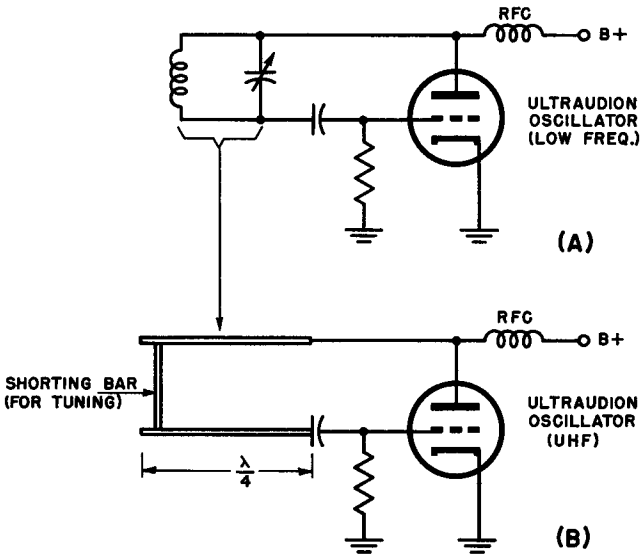 RFC
B+
ULTRAUDION
OSCILLATOR
(LOW FREQ.)
(A)
RFC
B+
SHORTING BAR
(FOR TUNING)
ULTRAUDION
OSCILLATOR
(UHF)
λ
4
(B)